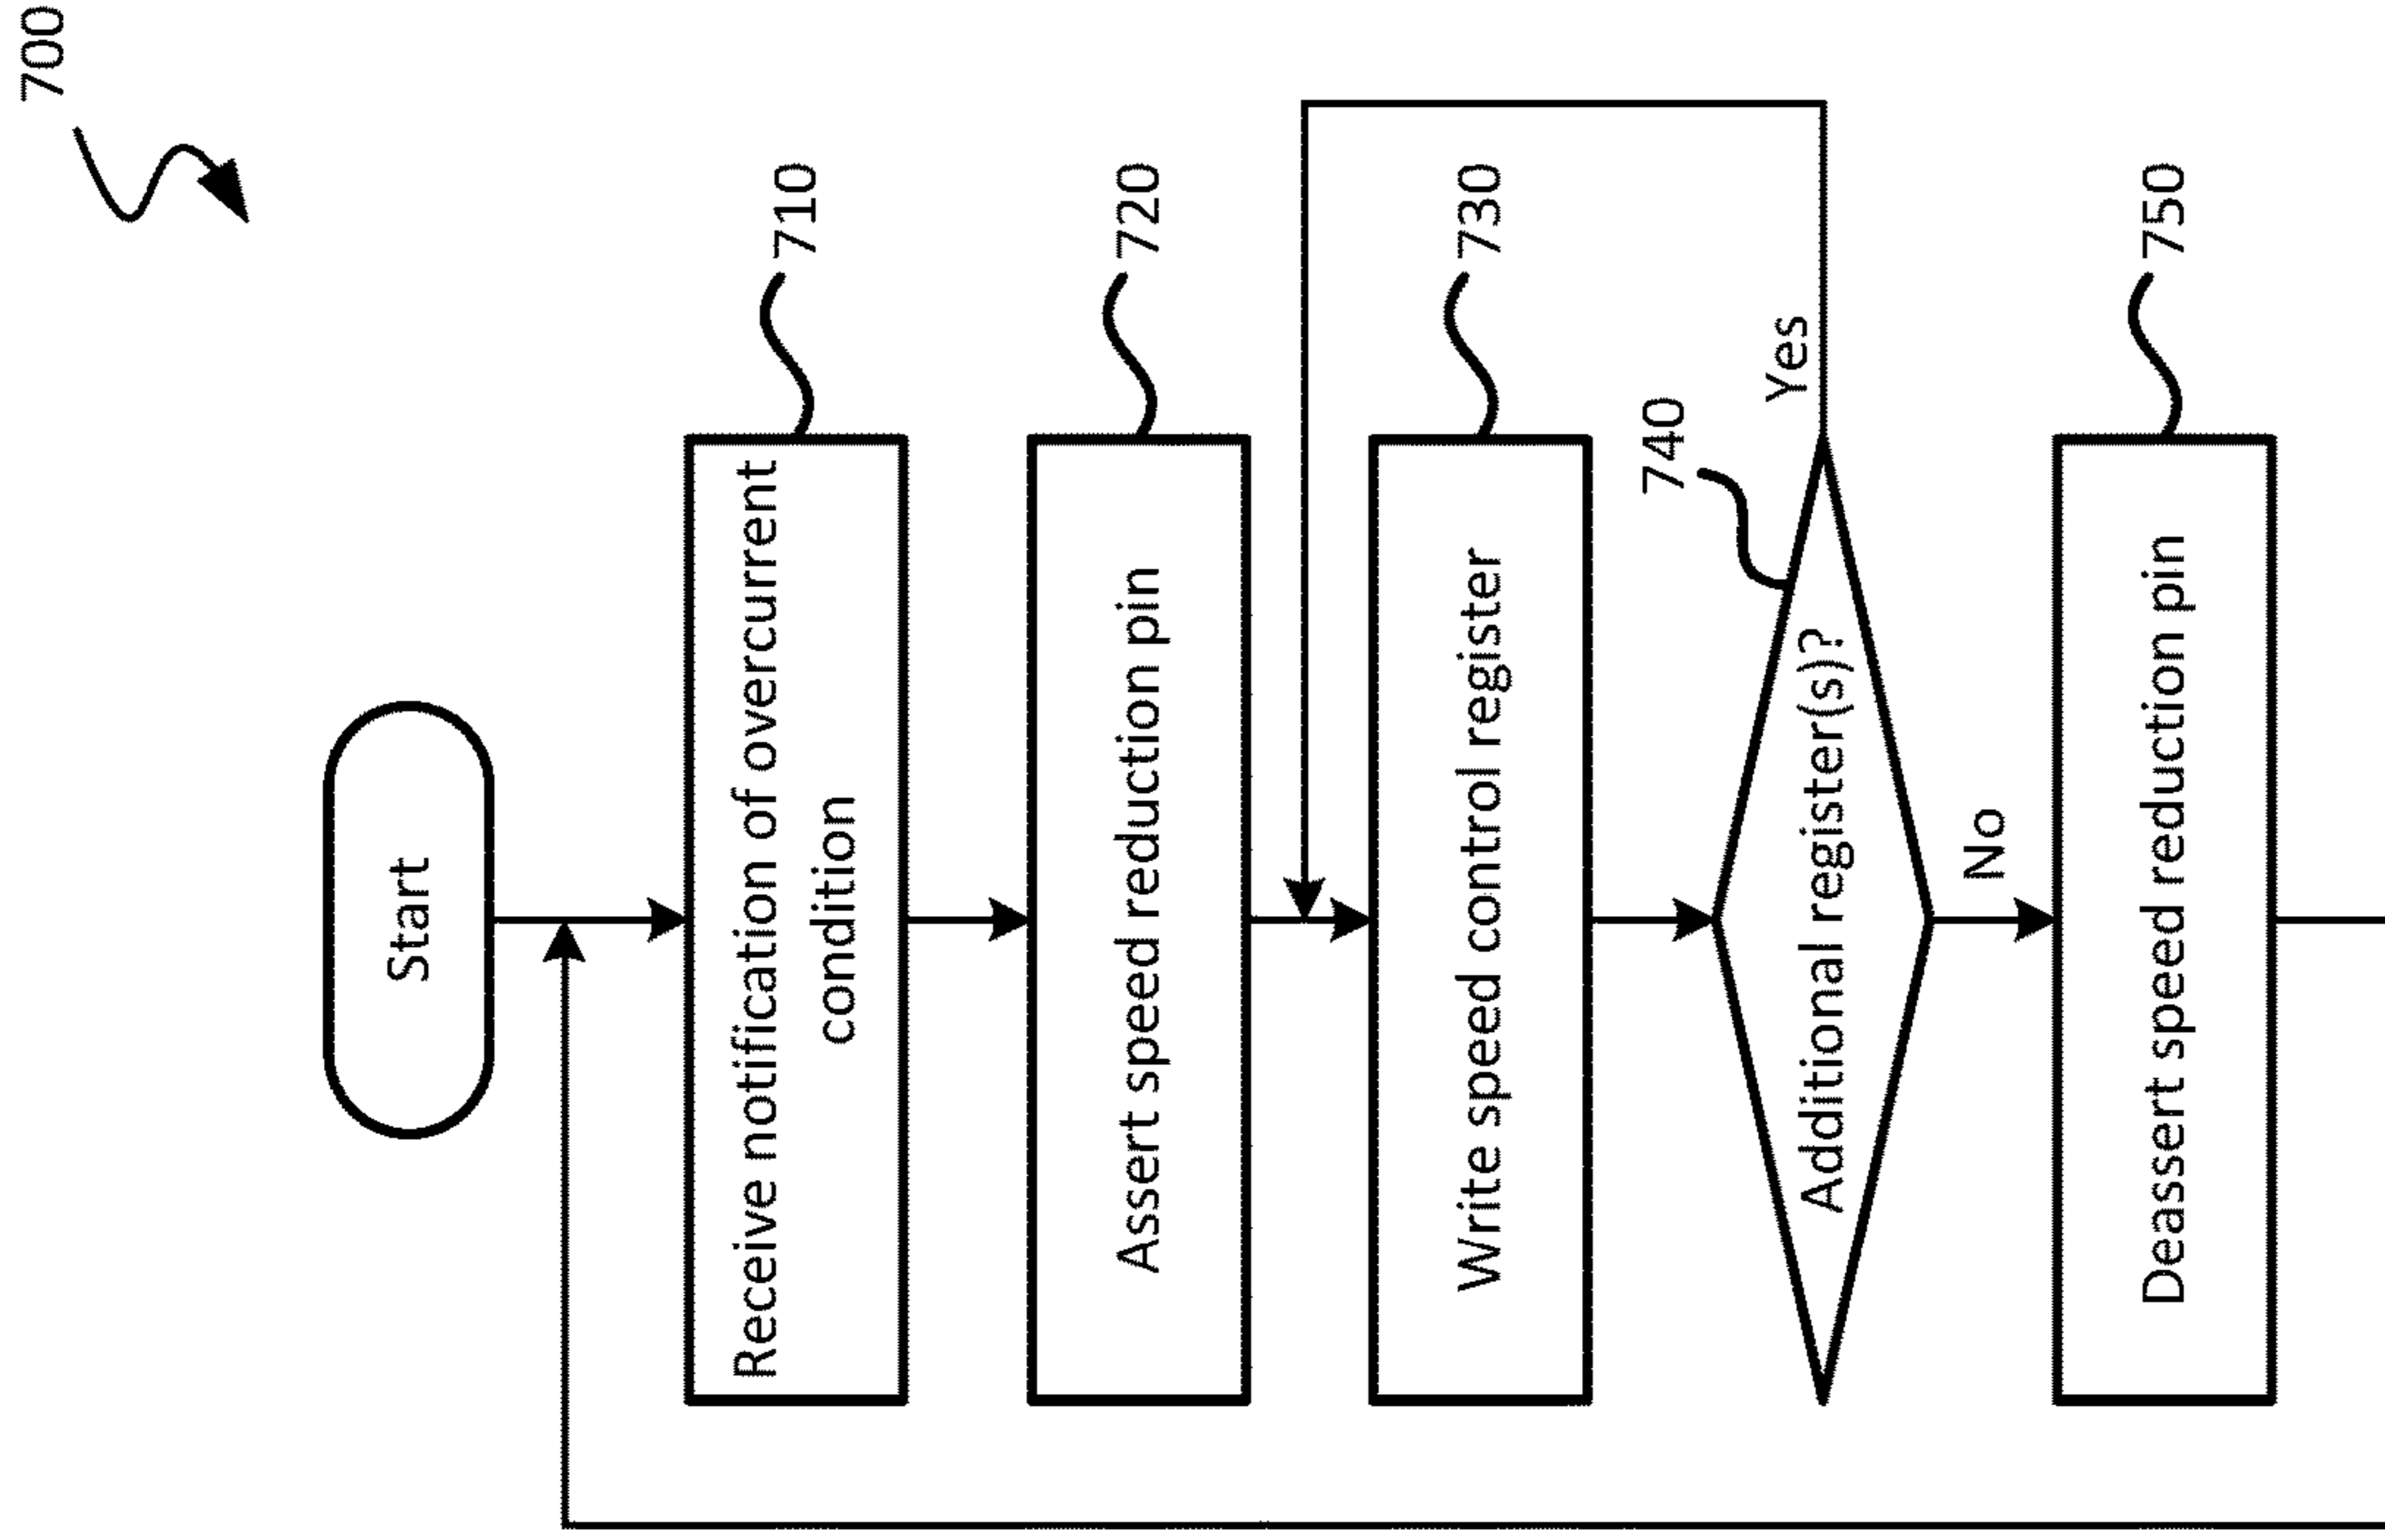 700
Start
Receive notification of overcurrent
condition
710
Assert speed reduction pin
720
Write speed control register
730
740
Additional register(s)?
Yes
No
Deassert speed reduction pin
750